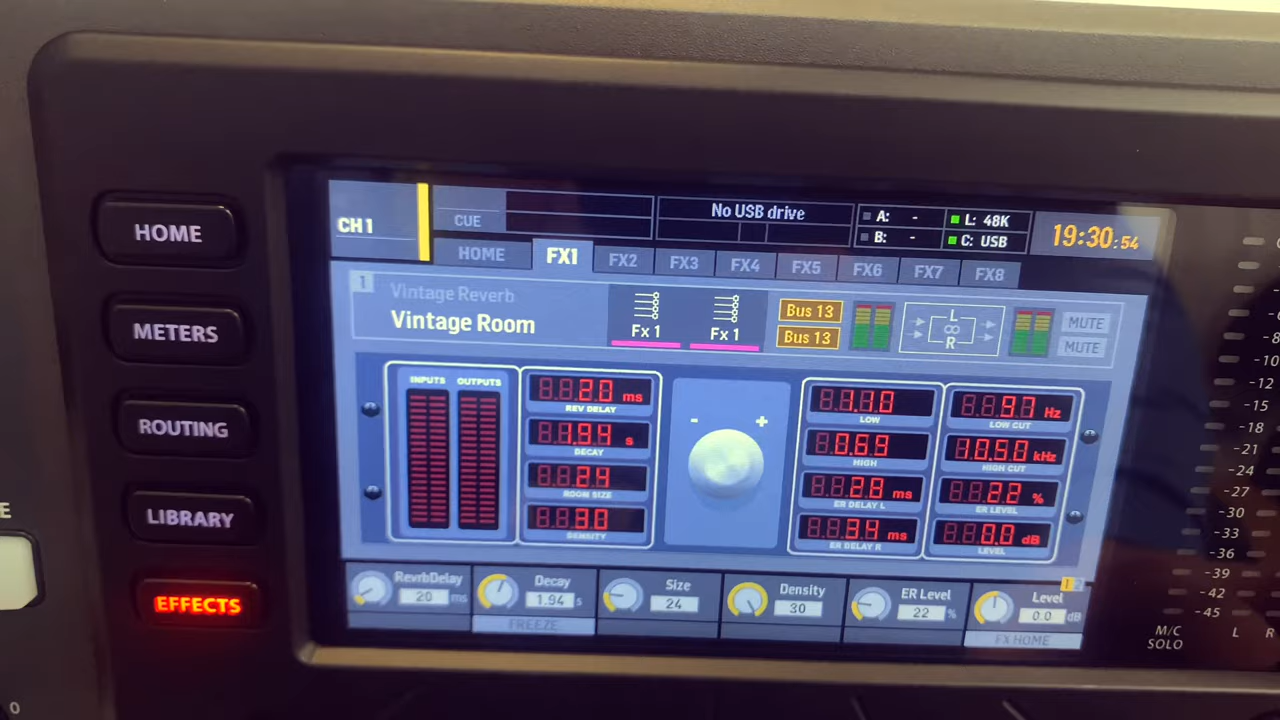 HOME
METERS
ROUTING
LIBRARY
EFFECTS
CH 1
CUE
No USB drive
A: -
B: -
L: 48K
C: USB
19:30:54
HOME FX1 FX2 FX3 FX4 FX5 FX6 FX7 FX8
1
Vintage Reverb
Vintage Room
Fx 1 Fx 1
Bus 13
Bus 13
L
∞
R
MUTE
MUTE
INPUTS OUTPUTS
20 ms
REV DELAY
1.94 s
DECAY
24
ROOM SIZE
30
DENSITY
- +
1.10
LOW
0.69
HIGH
28 ms
ER DELAY L
34 ms
ER DELAY R
97 Hz
LOW CUT
kHz
HIGH CUT
22 %
ER LEVEL
0.0 dB
LEVEL
RevrbDelay
20 ms
Decay
1.94 s
FREEZE
Size
24
Density
30
ER Level
22 %
1 2
Level
0.0 dB
FX HOME
-10
-12
-15
-18
-21
-24
-27
-30
-33
-36
-39
-42
-45
M/C
SOLO
L R
E
0